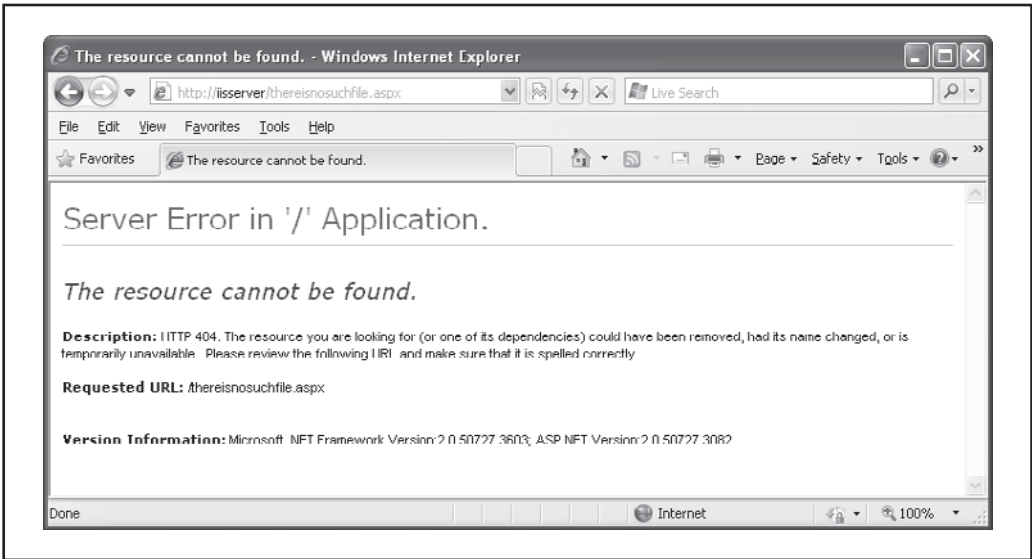 The resource cannot be found. - Windows Internet Explorer
http://iisserver/thereisnosuchfile.aspx
Live Search
File Edit View Favorites Tools Help
Favorites
The resource cannot be found.
Page Safety Tools
Server Error in '/' Application.
The resource cannot be found.
Description: HTTP 404. The resource you are looking for (or one of its dependencies) could have been removed, had its name changed, or is
temporarily unavailable. Please review the following URL and make sure that it is spelled correctly
Requested URL: /thereisnosuchfile.aspx
Version Information: Microsoft .NET Framework Version:2.0.50727.3603; ASP.NET Version:2.0.50727.3082
Done
Internet
100%